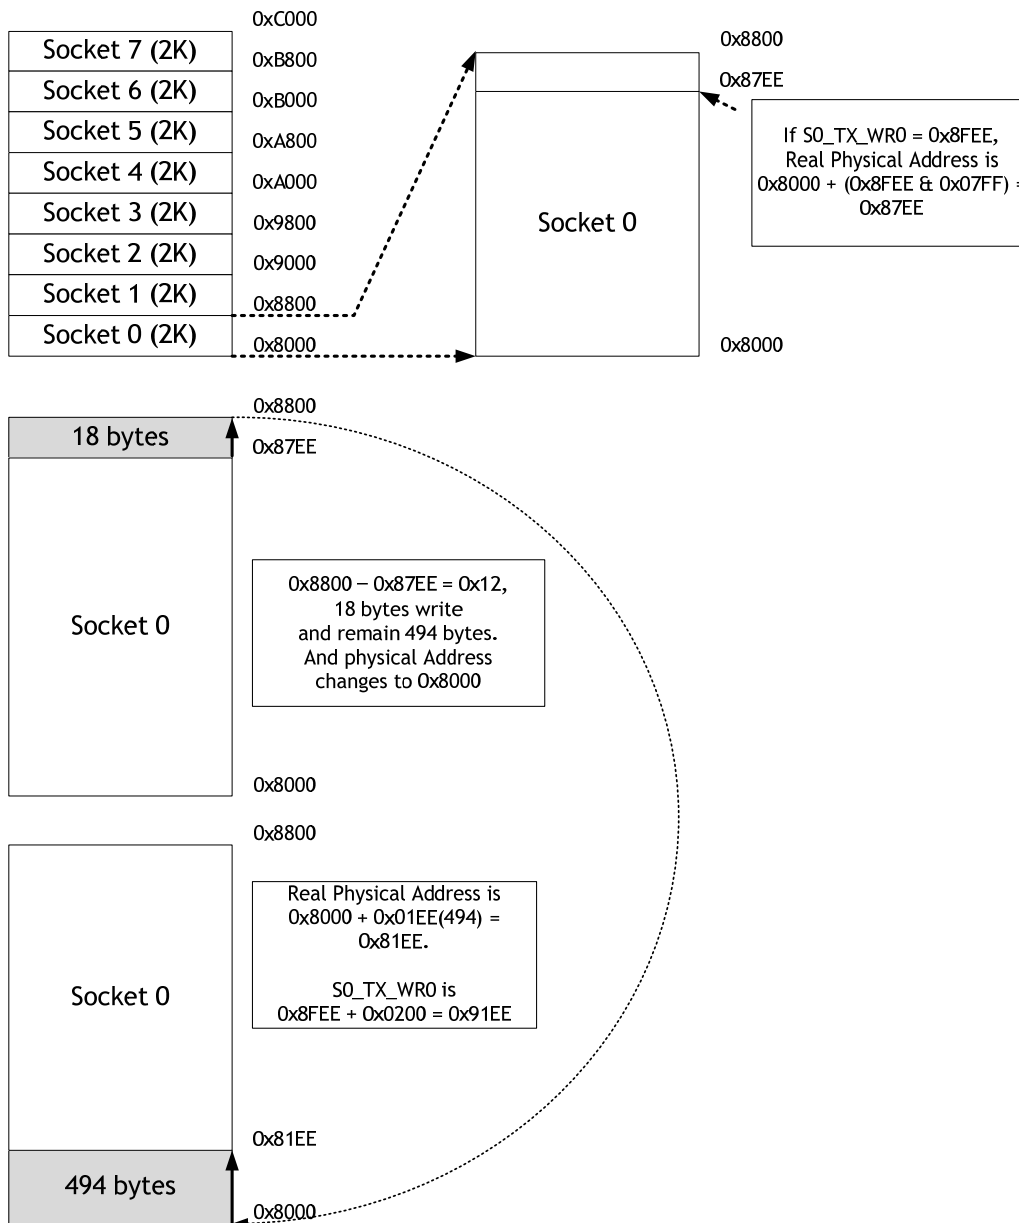 0xC000
Socket 7 (2K)
0xB800
Socket 6 (2K)
0xB000
Socket 5 (2K)
0xA800
Socket 4 (2K)
0xA000
Socket 3 (2K)
0x9800
Socket 2 (2K)
0x9000
Socket 1 (2K)
0x8800
Socket 0 (2K)
0x8000
0x8800
0x87EE
Socket 0
0x8000
If S0_TX_WR0 = 0x8FEE,
Real Physical Address is
0x8000 + (0x8FEE & 0x07FF) =
0x87EE
0x8800
18 bytes
0x87EE
Socket 0
0x8800 – 0x87EE = 0x12,
18 bytes write
and remain 494 bytes.
And physical Address
changes to 0x8000
0x8000
0x8800
Socket 0
Real Physical Address is
0x8000 + 0x01EE(494) =
0x81EE.
S0_TX_WR0 is
0x8FEE + 0x0200 = 0x91EE
0x81EE
494 bytes
0x8000